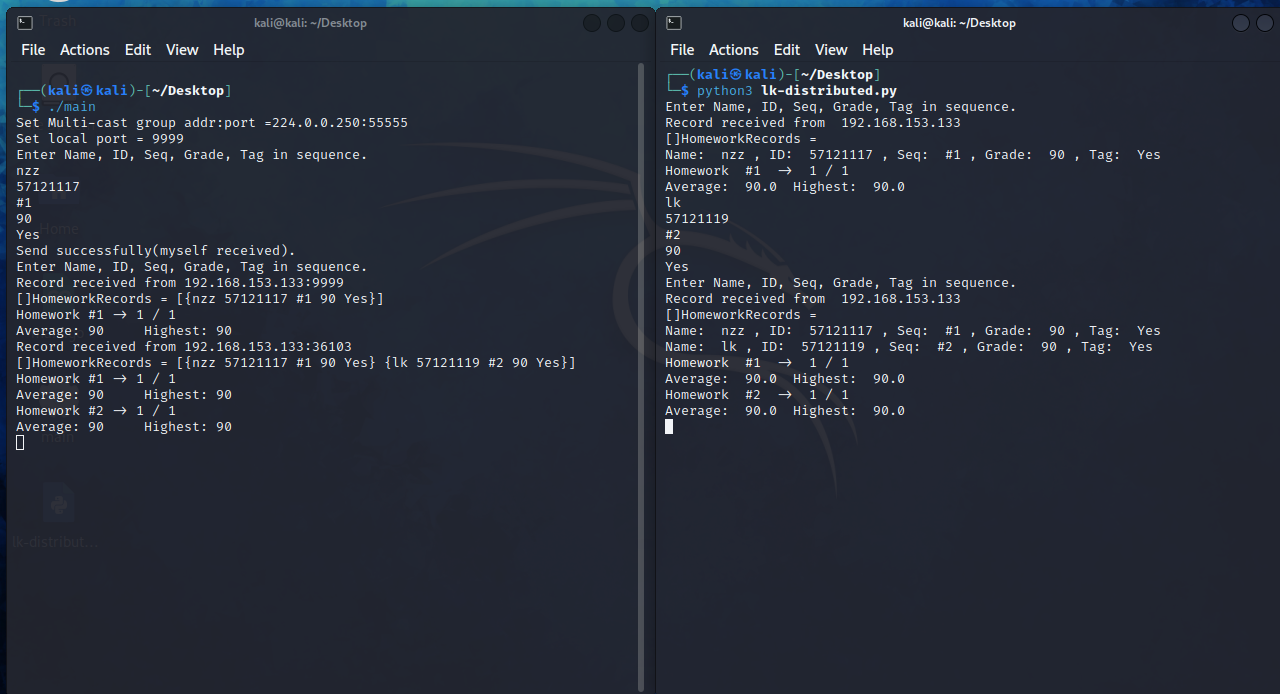 Trash
kali@kali: ~/Desktop
File Actions Edit View Help
┌──(kali㉿kali)-[~/Desktop]
└─$ ./main
Set Multi-cast group addr:port =224.0.0.250:55555
Set local port = 9999
Enter Name, ID, Seq, Grade, Tag in sequence.
nzz
57121117
#1
90
Yes
Send successfully(myself received).
Enter Name, ID, Seq, Grade, Tag in sequence.
Record received from 192.168.153.133:9999
[]HomeworkRecords = [{nzz 57121117 #1 90 Yes}]
Homework #1 → 1 / 1
Average: 90     Highest: 90
Record received from 192.168.153.133:36103
[]HomeworkRecords = [{nzz 57121117 #1 90 Yes} {lk 57121119 #2 90 Yes}]
Homework #1 → 1 / 1
Average: 90     Highest: 90
Homework #2 → 1 / 1
Average: 90     Highest: 90
Home
main
lk-distribut...
kali@kali: ~/Desktop
File Actions Edit View Help
┌──(kali㉿kali)-[~/Desktop]
└─$ python3 lk-distributed.py
Enter Name, ID, Seq, Grade, Tag in sequence.
Record received from  192.168.153.133
[]HomeworkRecords =
Name:  nzz , ID:  57121117 , Seq:  #1 , Grade:  90 , Tag:  Yes
Homework  #1  →  1 / 1
Average:  90.0  Highest:  90.0
lk
57121119
#2
90
Yes
Enter Name, ID, Seq, Grade, Tag in sequence.
Record received from  192.168.153.133
[]HomeworkRecords =
Name:  nzz , ID:  57121117 , Seq:  #1 , Grade:  90 , Tag:  Yes
Name:  lk , ID:  57121119 , Seq:  #2 , Grade:  90 , Tag:  Yes
Homework  #1  →  1 / 1
Average:  90.0  Highest:  90.0
Homework  #2  →  1 / 1
Average:  90.0  Highest:  90.0